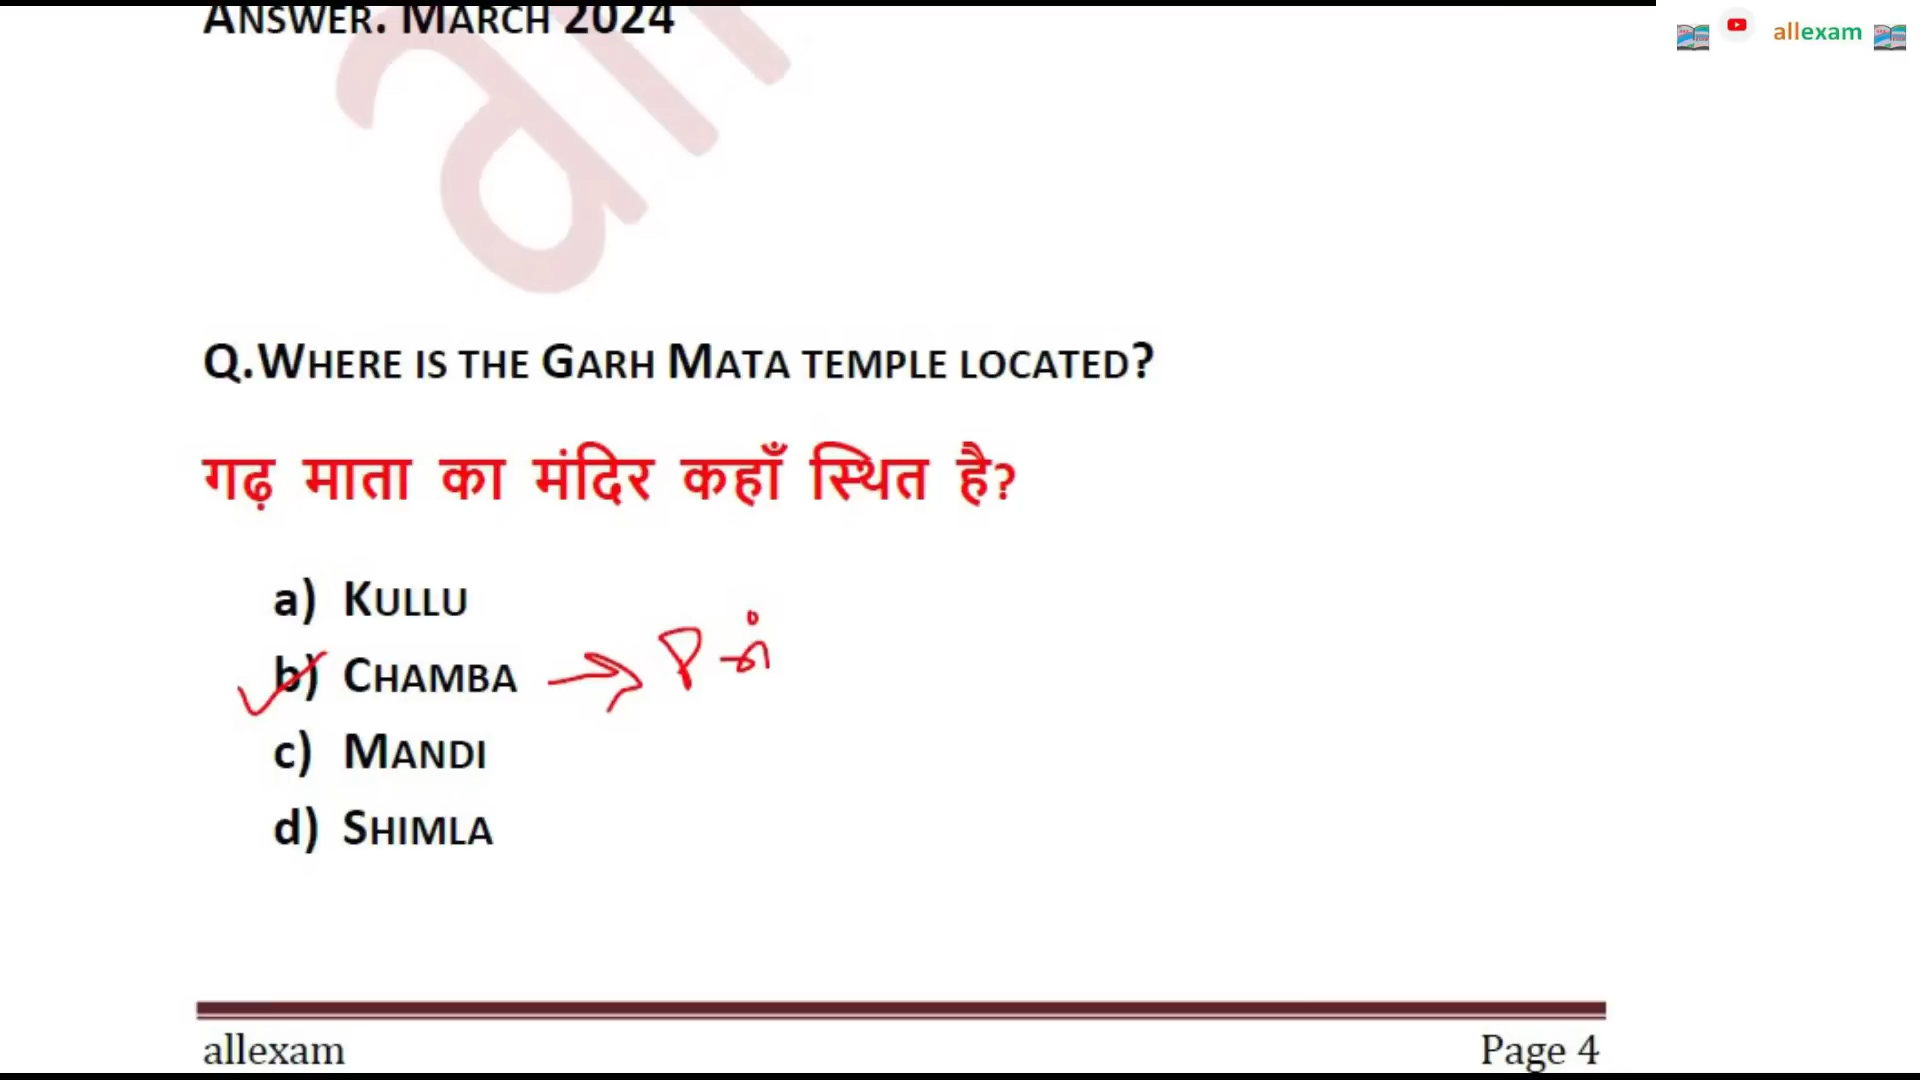 ANSWER. MARCH 2024
allexam
Q.WHERE IS THE GARH MATA TEMPLE LOCATED?
गढ़ माता का मंदिर कहाँ स्थित है?
a) KULLU
b) CHAMBA
c) MANDI
d) SHIMLA
allexam
Page 4